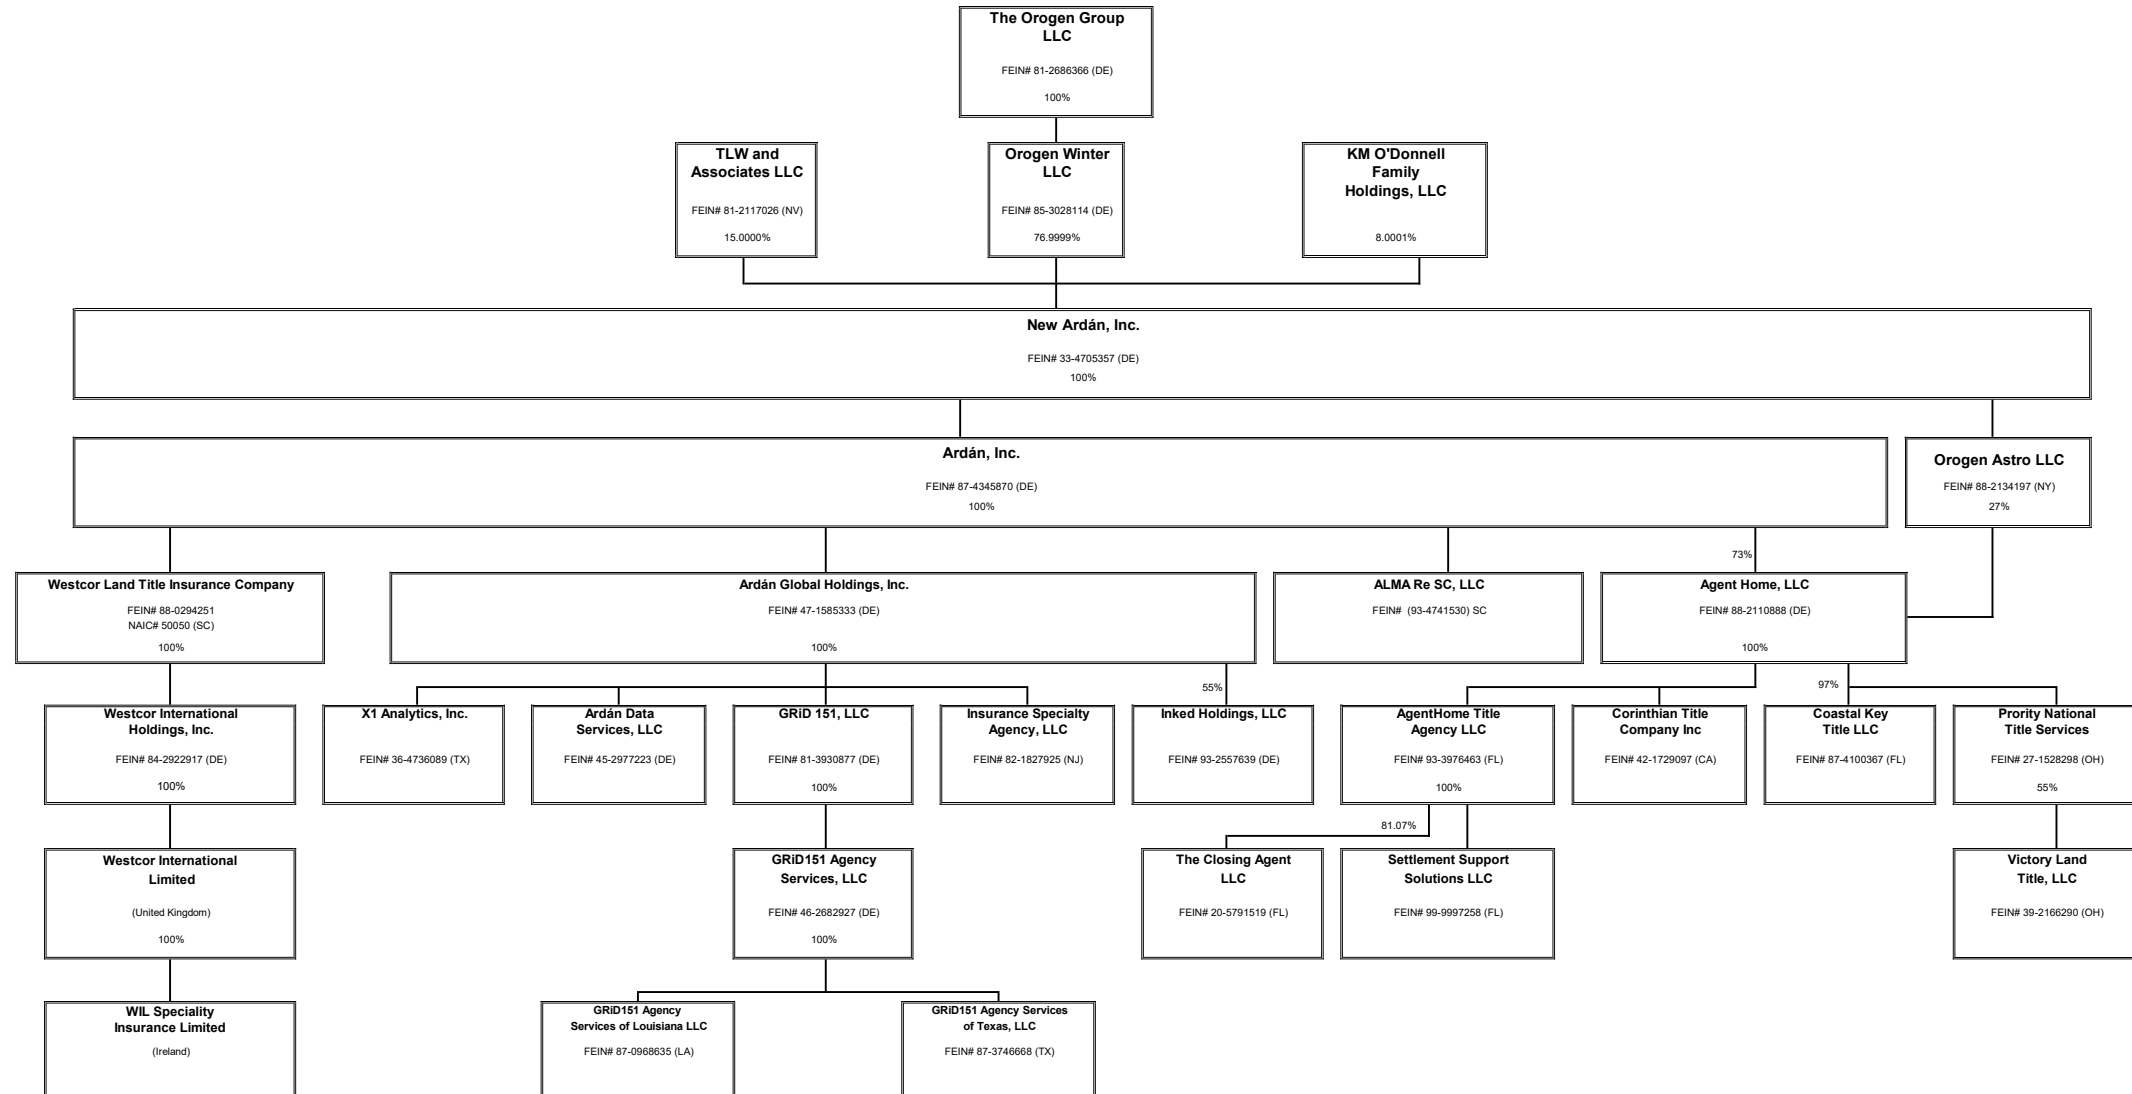 The Orogen Group
LLC
FEIN# 81-2686366 (DE)
100%
TLW and
Associates LLC
FEIN# 81-2117026 (NV)
15.0000%
Orogen Winter
LLC
FEIN# 85-3028114 (DE)
76.9999%
KM O'Donnell
Family
Holdings, LLC
8.0001%
New Ardán, Inc.
FEIN# 33-4705357 (DE)
100%
Ardán, Inc.
FEIN# 87-4345870 (DE)
100%
Orogen Astro LLC
FEIN# 88-2134197 (NY)
27%
73%
Westcor Land Title Insurance Company
FEIN# 88-0294251
NAIC# 50050 (SC)
100%
Ardán Global Holdings, Inc.
FEIN# 47-1585333 (DE)
100%
ALMA Re SC, LLC
FEIN# (93-4741530) SC
Agent Home, LLC
FEIN# 88-2110888 (DE)
100%
55%
97%
Westcor International
Holdings, Inc.
FEIN# 84-2922917 (DE)
100%
X1 Analytics, Inc.
FEIN# 36-4736089 (TX)
Ardán Data
Services, LLC
FEIN# 45-2977223 (DE)
GRiD 151, LLC
FEIN# 81-3930877 (DE)
100%
Insurance Specialty
Agency, LLC
FEIN# 82-1827925 (NJ)
Inked Holdings, LLC
FEIN# 93-2557639 (DE)
AgentHome Title
Agency LLC
FEIN# 93-3976463 (FL)
100%
Corinthian Title
Company Inc
FEIN# 42-1729097 (CA)
Coastal Key
Title LLC
FEIN# 87-4100367 (FL)
Prority National
Title Services
FEIN# 27-1528298 (OH)
55%
81.07%
Westcor International
Limited
(United Kingdom)
100%
GRiD151 Agency
Services, LLC
FEIN# 46-2682927 (DE)
100%
The Closing Agent
LLC
FEIN# 20-5791519 (FL)
Settlement Support
Solutions LLC
FEIN# 99-9997258 (FL)
Victory Land
Title, LLC
FEIN# 39-2166290 (OH)
WIL Speciality
Insurance Limited
(Ireland)
GRiD151 Agency
Services of Louisiana LLC
FEIN# 87-0968635 (LA)
GRiD151 Agency Services
of Texas, LLC
FEIN# 87-3746668 (TX)